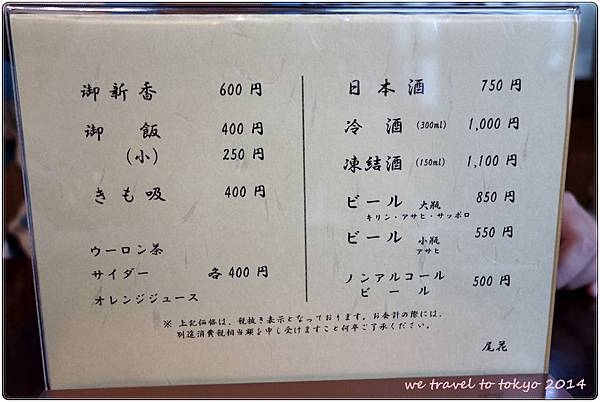 御新香 600円
御飯 400円
(小) 250円
きも吸 400円
ウーロン茶
サイダー 各400円
オレンジジュース
日本酒 750円
冷酒 (300ml) 1,000円
凍結酒 (150ml) 1,100円
ビール 大瓶 850円
キリン・アサヒ・サッポロ
ビール 小瓶 550円
アサヒ
ノンアルコール
ビール 500円
※ 上記価格は、税抜き表示となっております。お会計の際には、
別途消費税相当額を申し受けますこと何卒ご了承ください。
尾花
we travel to tokyo 2014